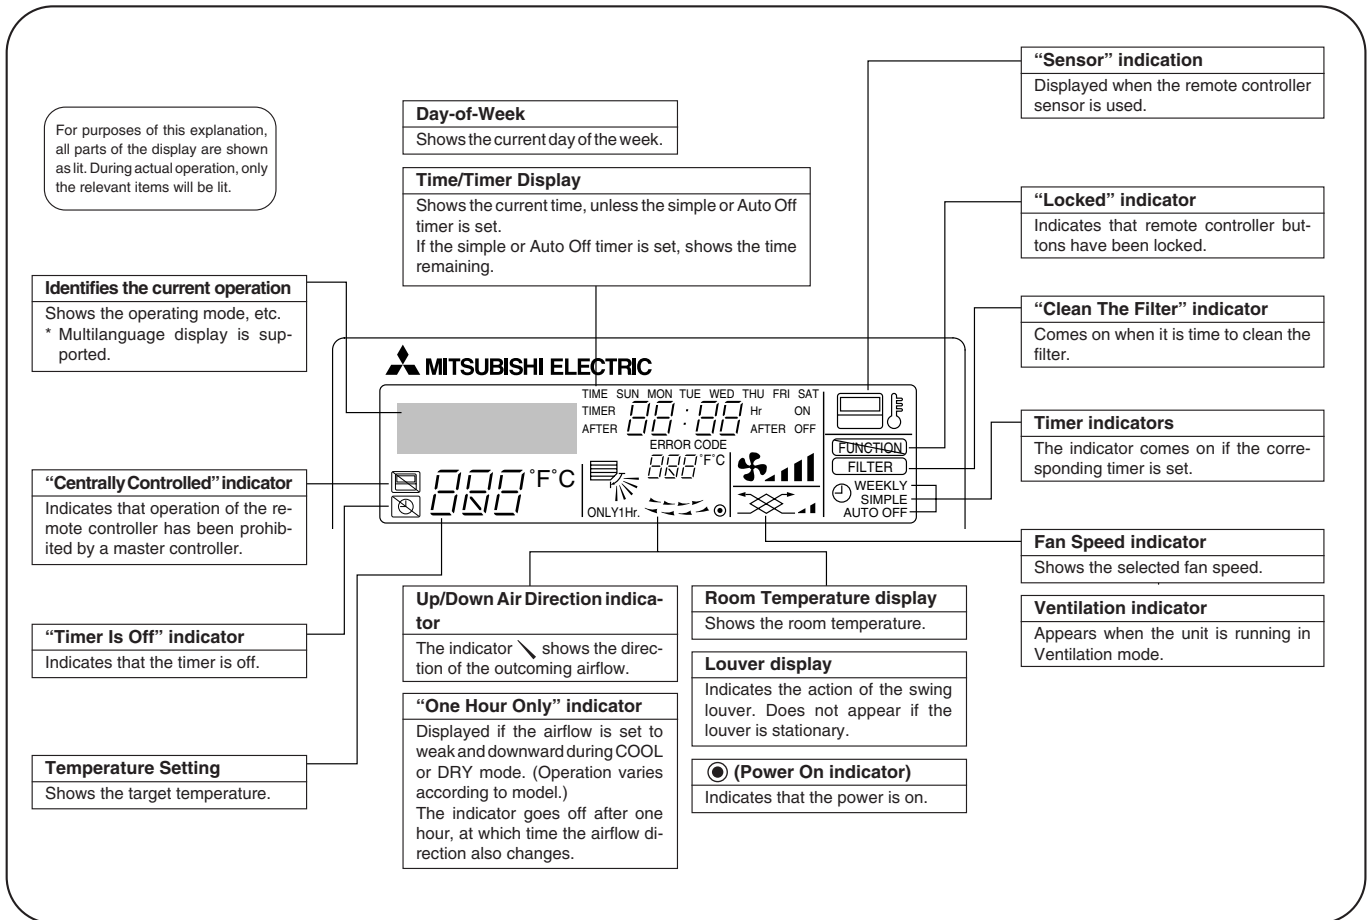 For purposes of this explanation,
all parts of the display are shown
as lit. During actual operation, only
the relevant items will be lit.
Day-of-Week
Shows the current day of the week.
Time/Timer Display
Shows the current time, unless the simple or Auto Off
timer is set.
If the simple or Auto Off timer is set, shows the time
remaining.
“Sensor” indication
Displayed when the remote controller
sensor is used.
“Locked” indicator
Indicates that remote controller but-
tons have been locked.
“Clean The Filter” indicator
Comes on when it is time to clean the
filter.
Timer indicators
The indicator comes on if the corre-
sponding timer is set.
Fan Speed indicator
Shows the selected fan speed.
Ventilation indicator
Appears when the unit is running in
Ventilation mode.
Identifies the current operation
Shows the operating mode, etc.
* Multilanguage display is sup-
ported.
“Centrally Controlled” indicator
Indicates that operation of the re-
mote controller has been prohib-
ited by a master controller.
“Timer Is Off” indicator
Indicates that the timer is off.
Temperature Setting
Shows the target temperature.
MITSUBISHI ELECTRIC
TIME SUN MON TUE WED THU FRI SAT
TIMER 88:88 Hr ON
AFTER AFTER OFF
ERROR CODE
888 °F°C
888 °F°C
ONLY1Hr.
FUNCTION
FILTER
WEEKLY
SIMPLE
AUTO OFF
Up/Down Air Direction indica-
tor
The indicator shows the direc-
tion of the outcoming airflow.
“One Hour Only” indicator
Displayed if the airflow is set to
weak and downward during COOL
or DRY mode. (Operation varies
according to model.)
The indicator goes off after one
hour, at which time the airflow di-
rection also changes.
Room Temperature display
Shows the room temperature.
Louver display
Indicates the action of the swing
louver. Does not appear if the
louver is stationary.
(Power On indicator)
Indicates that the power is on.